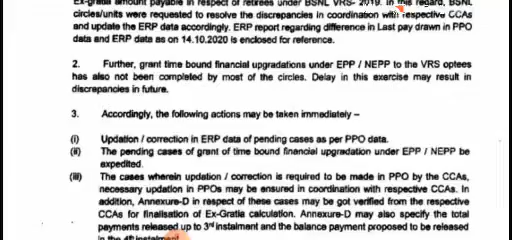 Ex-gratia amount payable in respect of retirees under BSNL VRS- 2019. In this regard, BSNL
circles/units were requested to resolve the discrepancies in coordination with respective CCAs
and update the ERP data accordingly. ERP report regarding difference in Last pay drawn in PPO
data and ERP data as on 14.10.2020 is enclosed for reference.
2. Further, grant time bound financial upgradations under EPP / NEPP to the VRS optees
has also not been completed by most of the circles. Delay in this exercise may result in
discrepancies in future.
3. Accordingly, the following actions may be taken immediately –
(i) Updation / correction in ERP data of pending cases as per PPO data.
(ii) The pending cases of grant of time bound financial upgradation under EPP / NEPP be
expedited.
(iii) The cases wherein updation / correction is required to be made in PPO by the CCAs,
necessary updation in PPOs may be ensured in coordination with respective CCAs. In
addition, Annexure-D in respect of these cases may be got verified from the respective
CCAs for finalisation of Ex-Gratia calculation. Annexure-D may also specify the total
payments released up to 3rd instalment and the balance payment proposed to be released
in the 4th instalment